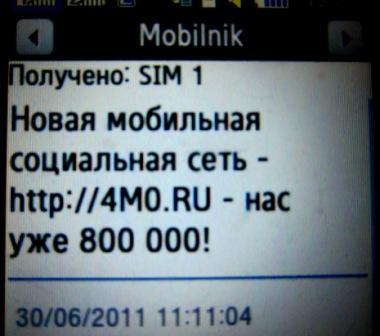 Mobilnik
Получено: SIM 1
Новая мобильная
социальная сеть -
http://4M0.RU - нас
уже 800 000!
30/06/2011 11:11:04